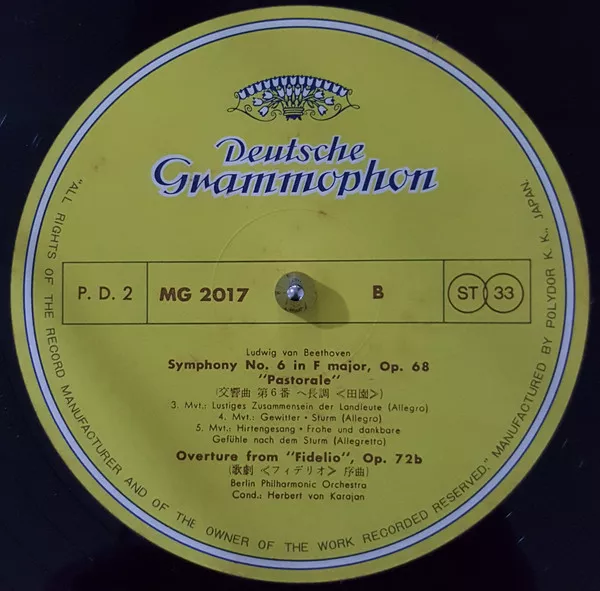 Deutsche
Grammophon
P. D. 2
MG 2017
B
ST 33
Ludwig van Beethoven
Symphony No. 6 in F major, Op. 68
"Pastorale"
(交響曲 第6番 ヘ長調 <田園>)
3. Mvt.: Lustiges Zusammensein der Landleute (Allegro)
4. Mvt.: Gewitter · Sturm (Allegro)
5. Mvt.: Hirtengesang · Frohe und dankbare
Gefühle nach dem Sturm (Allegretto)
Overture from "Fidelio", Op. 72b
(歌劇 <フィデリオ> 序曲)
Berlin Philharmonic Orchestra
Cond.: Herbert von Karajan
"ALL RIGHTS OF THE RECORD MANUFACTURER AND OF THE OWNER OF THE WORK RECORDED RESERVED." MANUFACTURED BY POLYDOR K. K., JAPAN.